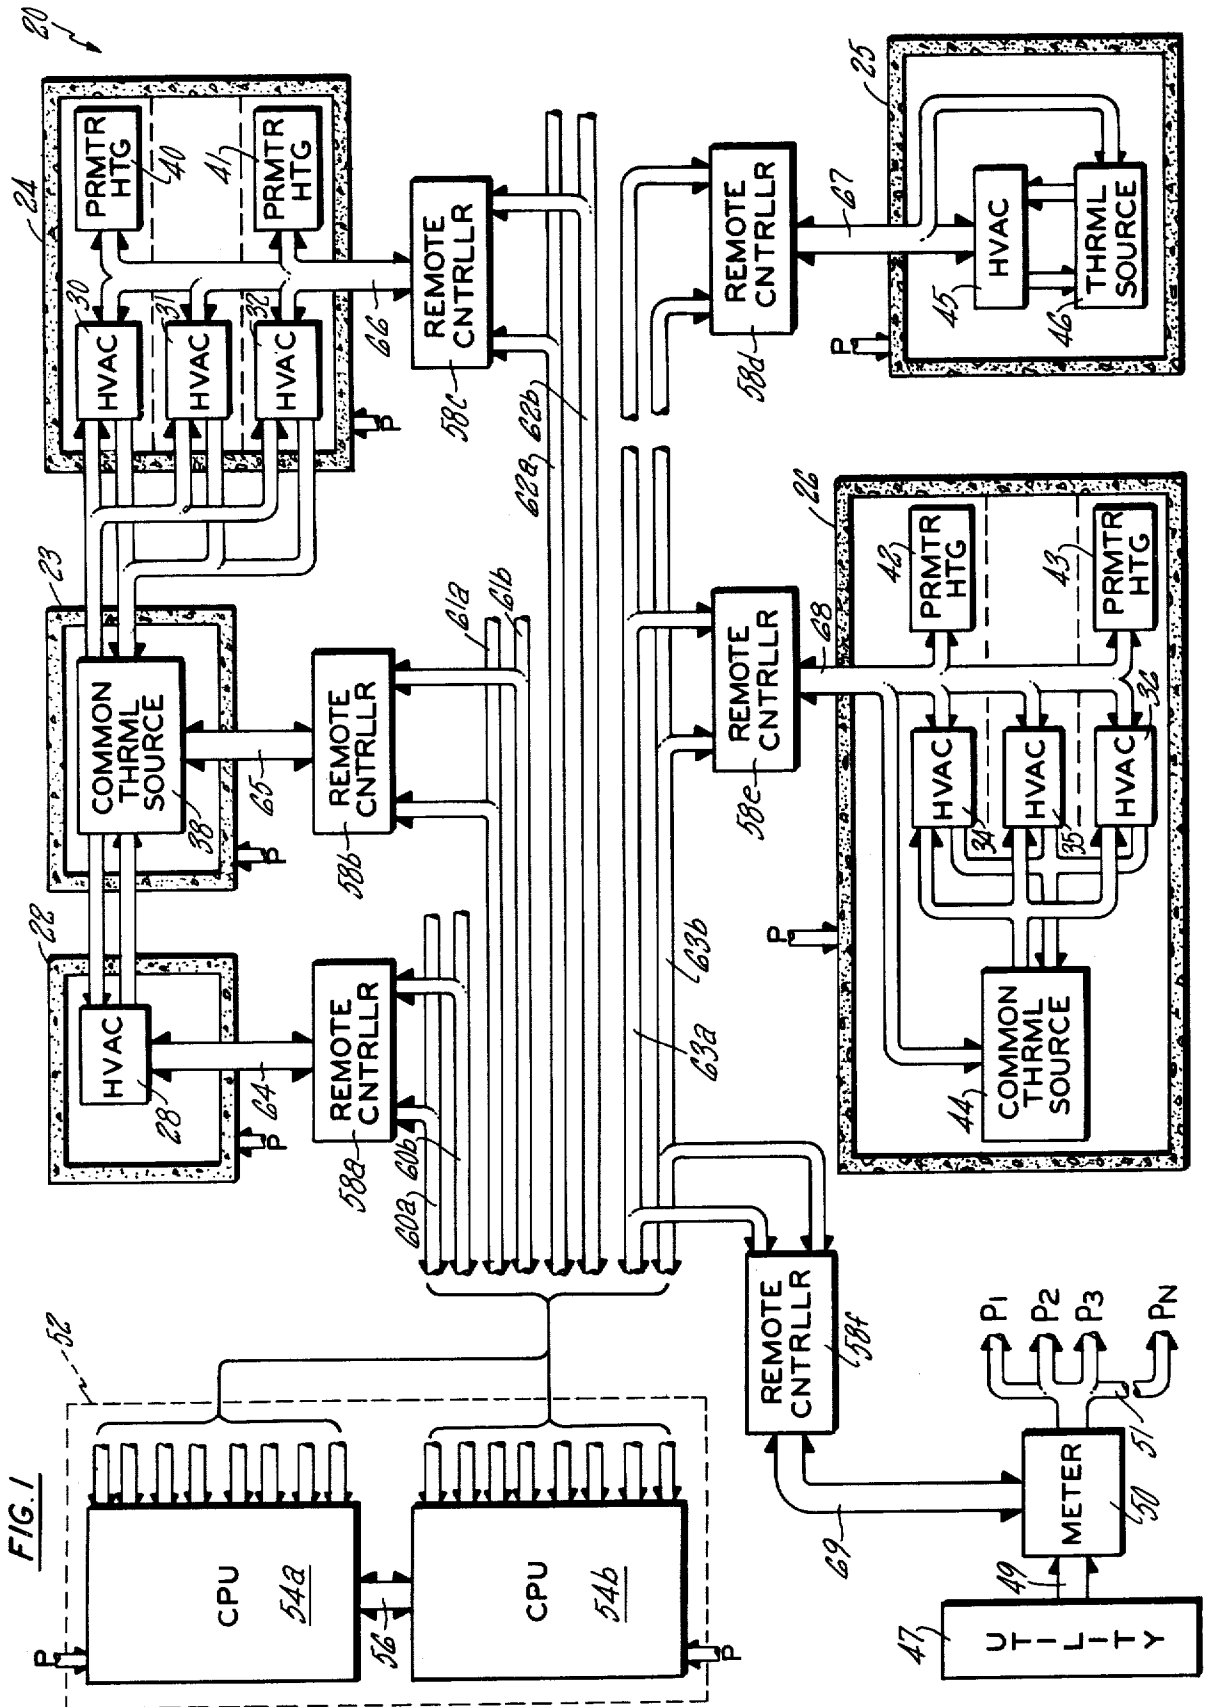 FIG. 1
20
52
CPU
54a
56
CPU
54b
P
P
22
HVAC
28
P
64
REMOTE
CNTRLLR
58a
60a
60b
23
COMMON
THRML
SOURCE
38
P
65
REMOTE
CNTRLLR
58b
61a
61b
24
HVAC
30
HVAC
31
HVAC
32
PRMTR
HTG
40
PRMTR
HTG
41
P
66
REMOTE
CNTRLLR
58c
62a
62b
63a
63b
REMOTE
CNTRLLR
58f
69
UTILITY
47
49
METER
50
51
P1
P2
P3
PN
REMOTE
CNTRLLR
58e
68
26
P
COMMON
THRML
SOURCE
44
HVAC
34
HVAC
35
HVAC
36
PRMTR
HTG
42
PRMTR
HTG
43
REMOTE
CNTRLLR
58d
67
25
P
HVAC
45
THRML
SOURCE
46